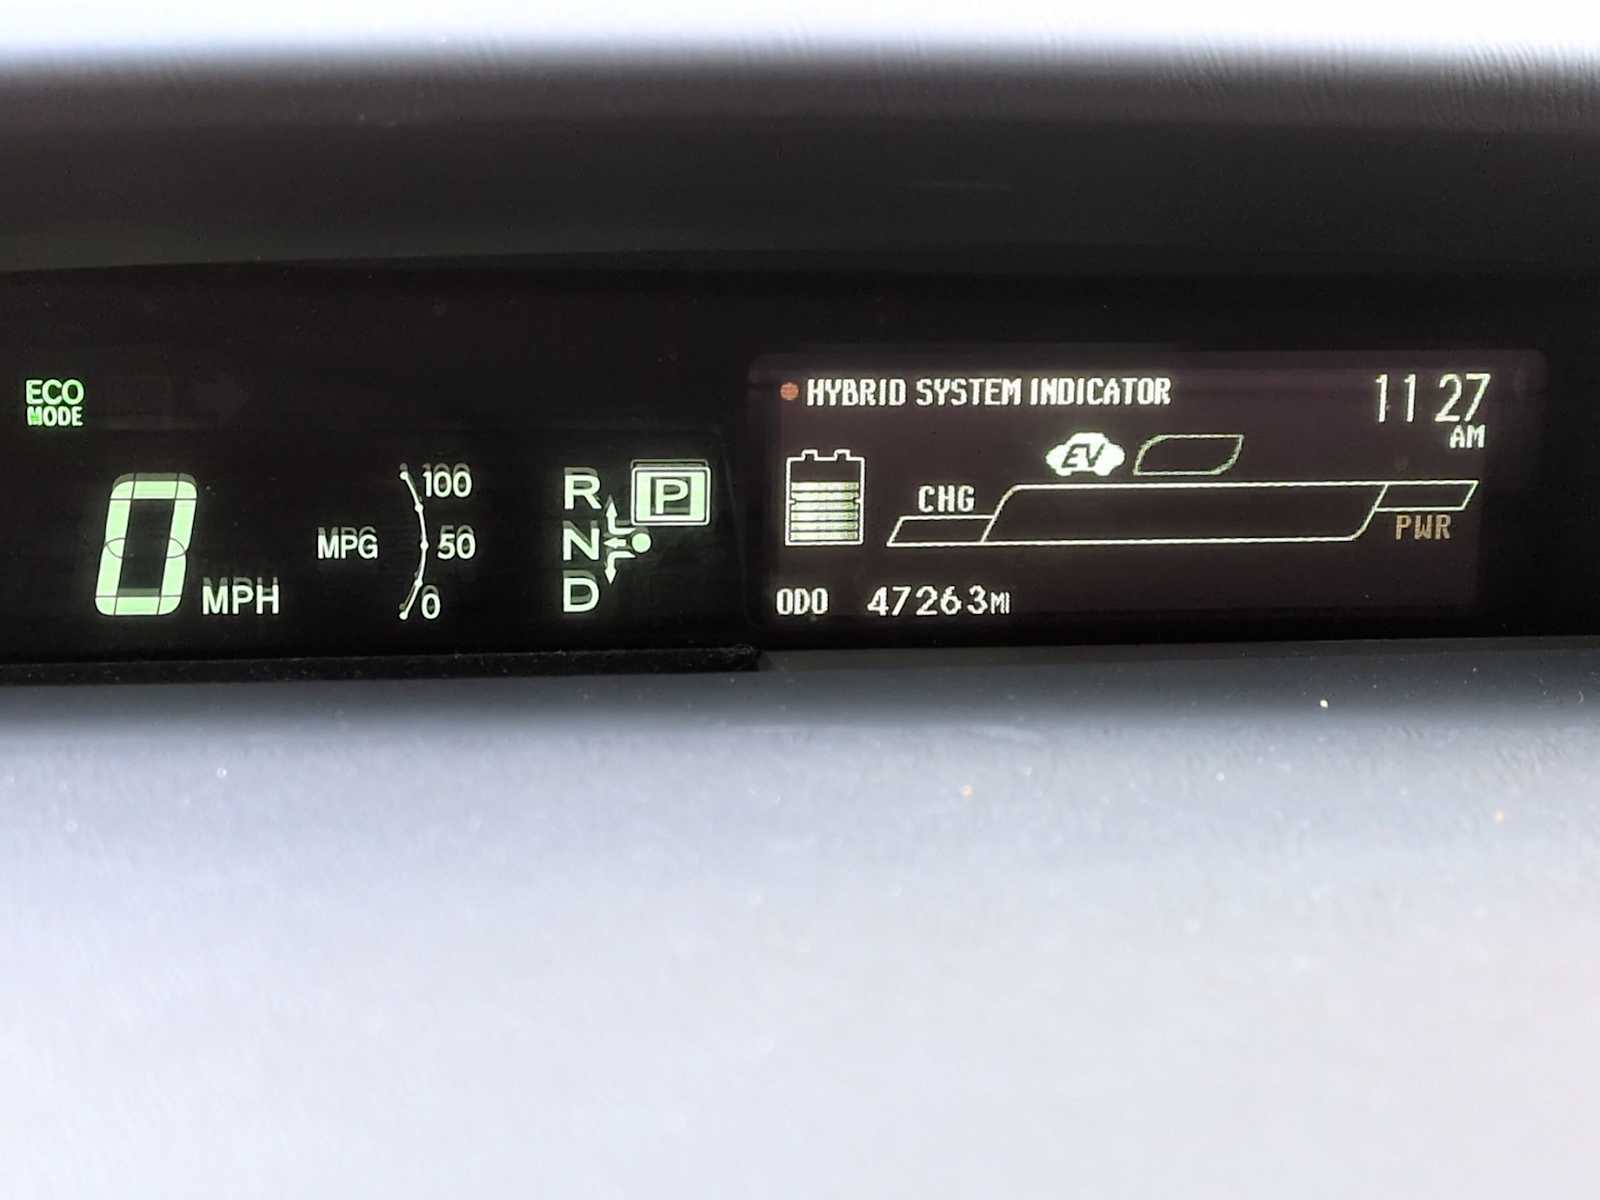 ECO
MODE
0 MPH
MPG
100
50
0
R
N
D
P
HYBRID SYSTEM INDICATOR
11 27
AM
EV
CHG
PWR
ODO 47263MI